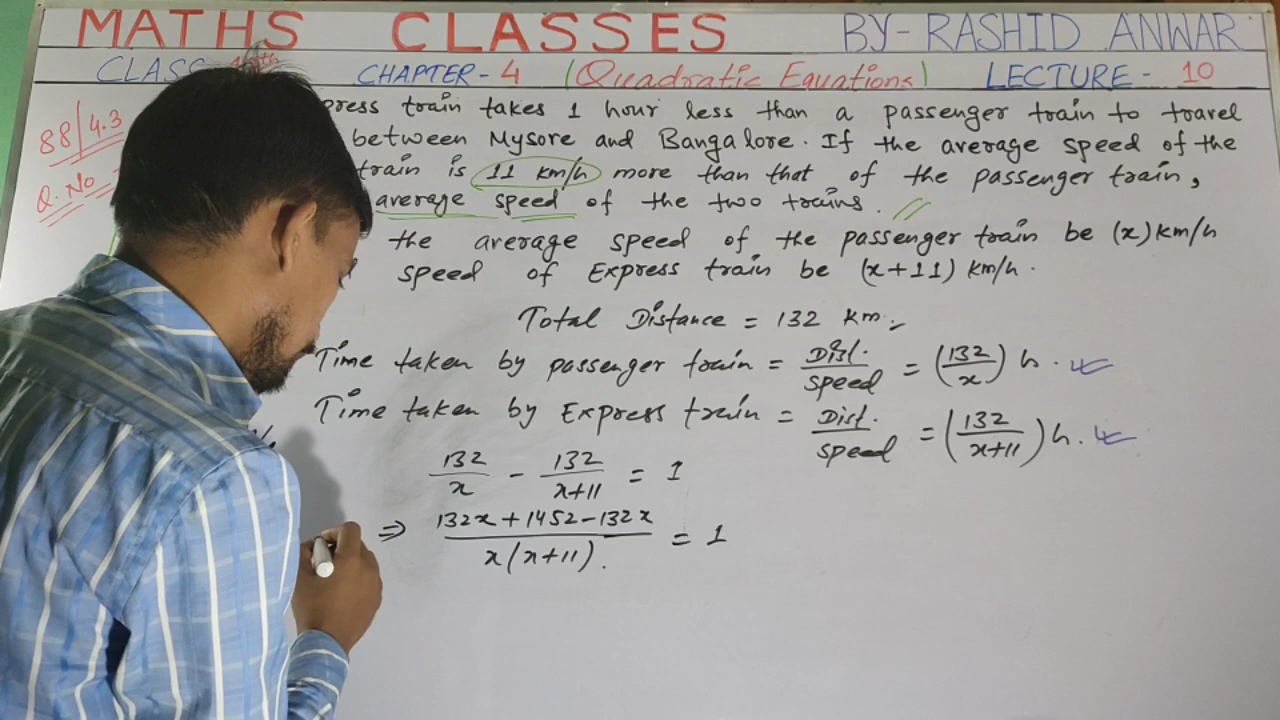 MATHS CLASSES BY-RASHID ANWAR
CLASS CHAPTER-4 (Quadratic Equations) LECTURE-10
88/4.3
Q. No
press train takes 1 hour less than a passenger train to travel
between Mysore and Bangalore. If the average speed of the
train is 11 km/h more than that of the passenger train,
average speed of the two trains.
the average speed of the passenger train be (x) km/h
speed of Express train be (x+11) km/h.
Total Distance = 132 km.
Time taken by passenger train = Dist./speed = (132/x) h.
Time taken by Express train = Dist./speed = (132/x+11) h.
132/x - 132/x+11 = 1
⇒ 132x+1452-132x/x(x+11). = 1